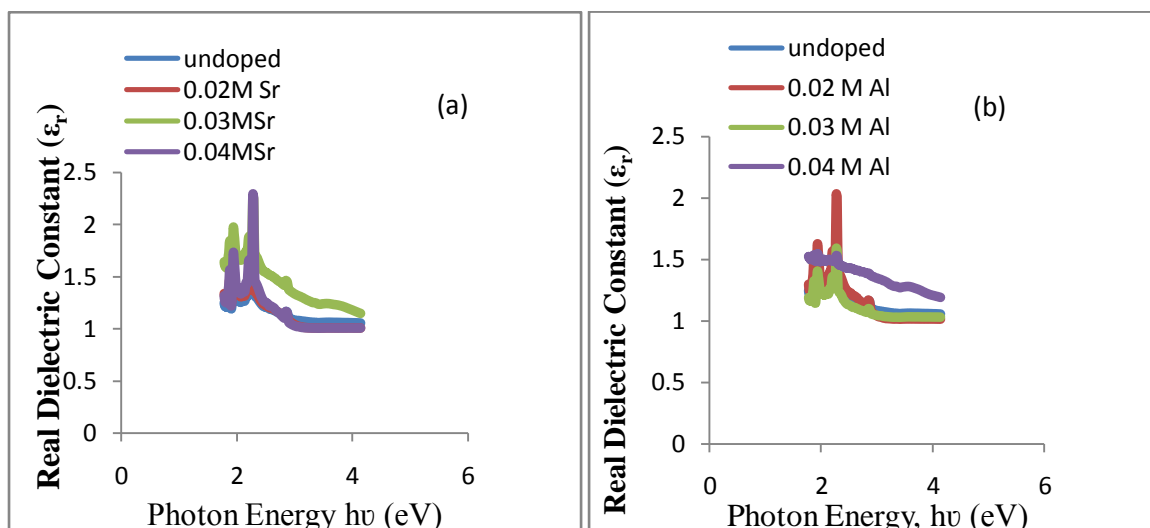 undoped
0.02M Sr
0.03MSr
0.04MSr
(a)
Real Dielectric Constant (εr)
2.5
2
1.5
1
0.5
0
0
2
4
6
Photon Energy hυ (eV)
undoped
0.02 M Al
0.03 M Al
0.04 M Al
(b)
Real Dielectric Constant (εr)
2.5
2
1.5
1
0.5
0
0
2
4
6
Photon Energy, hυ (eV)